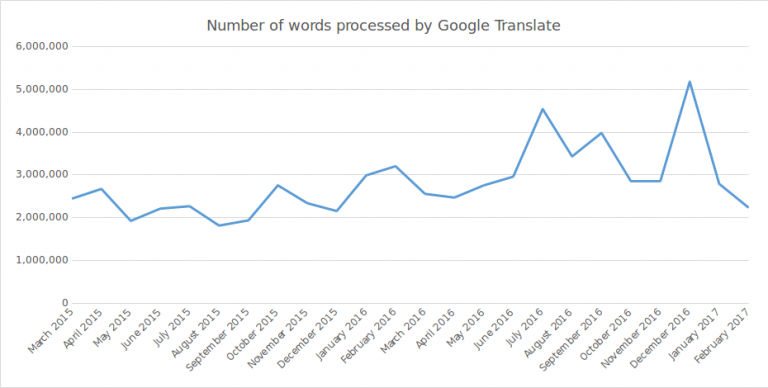 Number of words processed by Google Translate
6,000,000
5,000,000
4,000,000
3,000,000
2,000,000
1,000,000
0
March 2015
April 2015
May 2015
June 2015
July 2015
August 2015
September 2015
October 2015
November 2015
December 2015
January 2016
February 2016
March 2016
April 2016
May 2016
June 2016
July 2016
August 2016
September 2016
October 2016
November 2016
December 2016
January 2017
February 2017